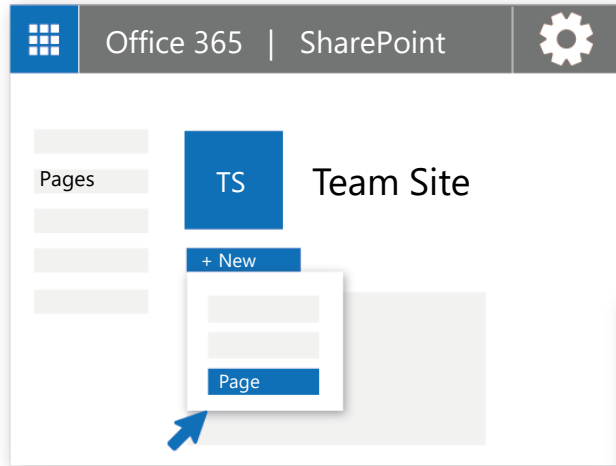 Office 365 | SharePoint
Pages
TS
Team Site
+ New
Page